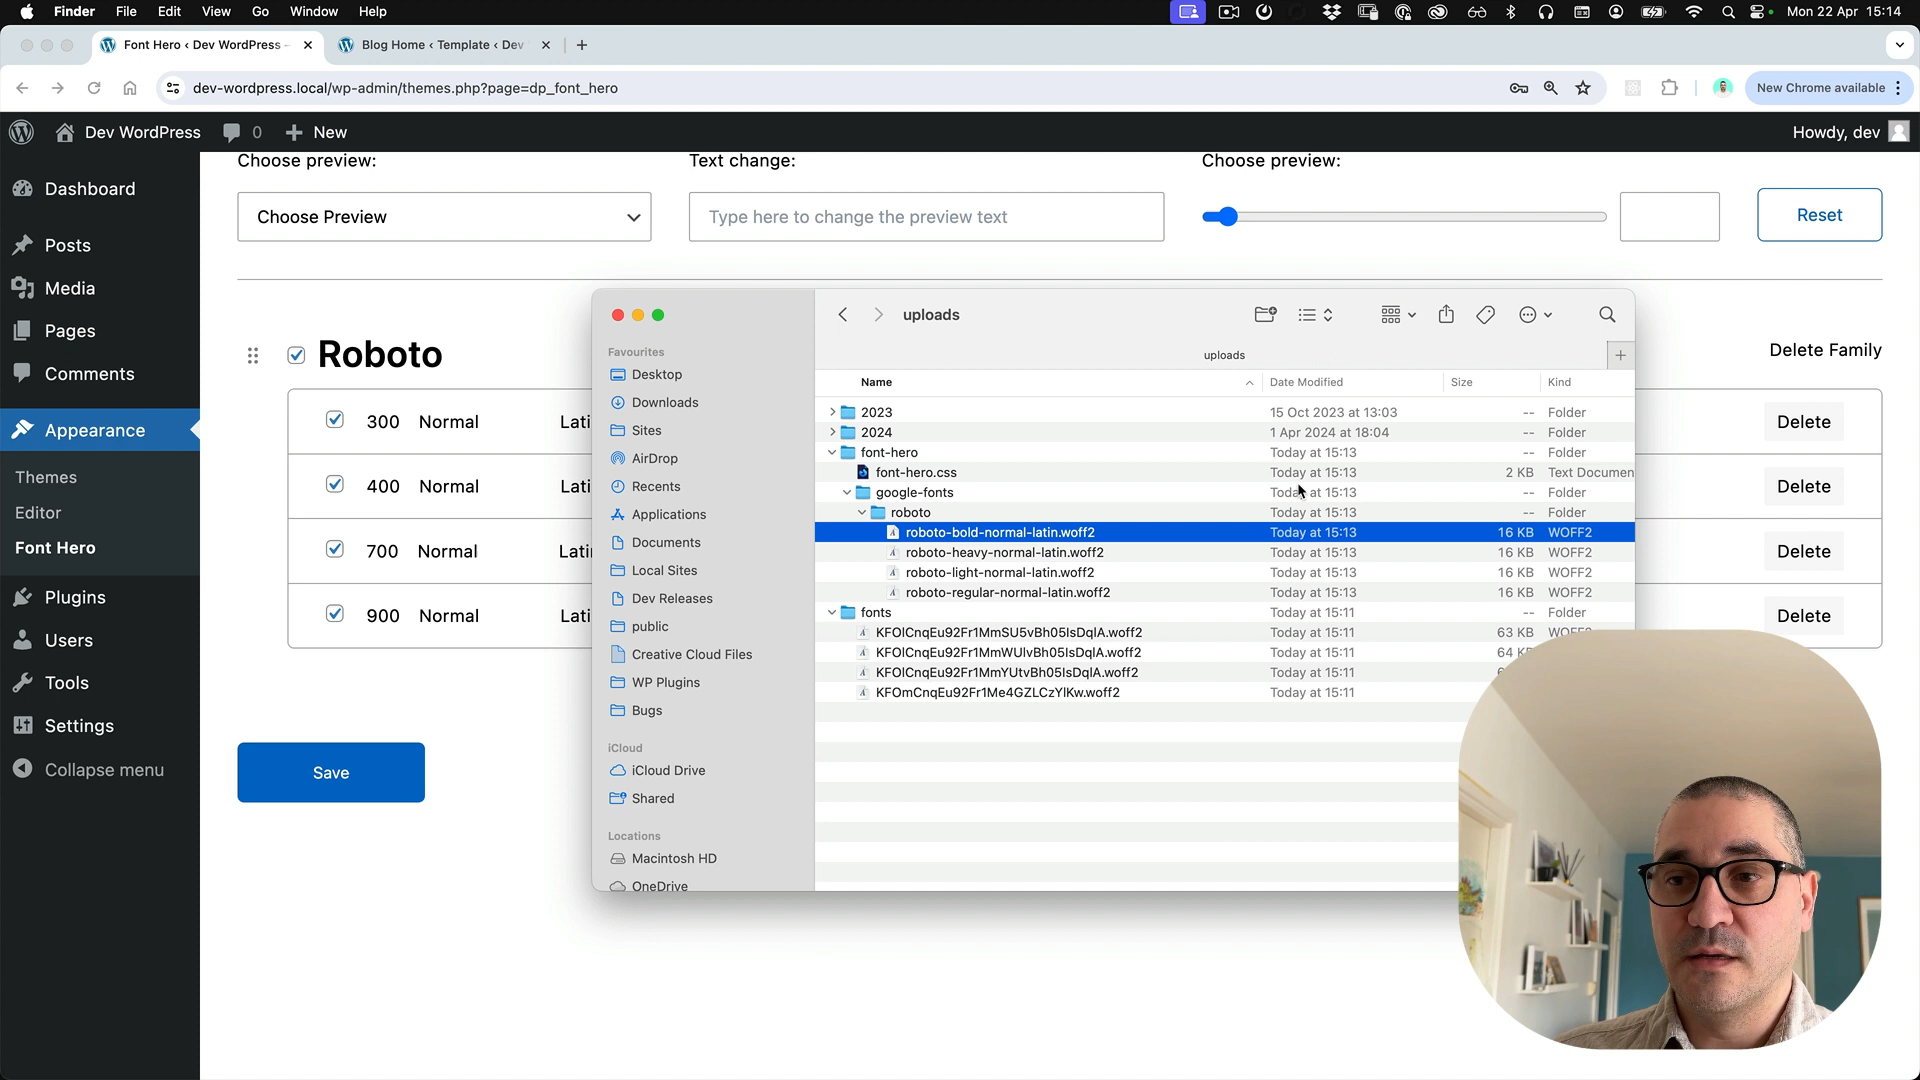 Finder File Edit View Go Window Help Mon 22 Apr 15:14
Font Hero ‹ Dev WordPress Blog Home ‹ Template ‹ Dev
dev-wordpress.local/wp-admin/themes.php?page=dp_font_hero New Chrome available
Dev WordPress 0 New Howdy, dev
Dashboard
Posts
Media
Pages
Comments
Appearance
Themes
Editor
Font Hero
Plugins
Users
Tools
Settings
Collapse menu
Choose preview: Text change: Choose preview:
Choose Preview Type here to change the preview text Reset
Roboto Delete Family
300 Normal Lati Delete
400 Normal Lati Delete
700 Normal Lati Delete
900 Normal Lati Delete
Save
uploads
uploads
Favourites
Desktop
Downloads
Sites
AirDrop
Recents
Applications
Documents
Local Sites
Dev Releases
public
Creative Cloud Files
WP Plugins
Bugs
iCloud
iCloud Drive
Shared
Locations
Macintosh HD
OneDrive
Name Date Modified Size Kind
2023 15 Oct 2023 at 13:03 -- Folder
2024 1 Apr 2024 at 18:04 -- Folder
font-hero Today at 15:13 -- Folder
font-hero.css Today at 15:13 2 KB Text Documen
google-fonts Today at 15:13 -- Folder
roboto Today at 15:13 -- Folder
roboto-bold-normal-latin.woff2 Today at 15:13 16 KB WOFF2
roboto-heavy-normal-latin.woff2 Today at 15:13 16 KB WOFF2
roboto-light-normal-latin.woff2 Today at 15:13 16 KB WOFF2
roboto-regular-normal-latin.woff2 Today at 15:13 16 KB WOFF2
fonts Today at 15:11 -- Folder
KFOlCnqEu92Fr1MmSU5vBh05IsDqlA.woff2 Today at 15:11 63 KB WOFF2
KFOlCnqEu92Fr1MmWUlvBh05IsDqlA.woff2 Today at 15:11 64 K
KFOlCnqEu92Fr1MmYUtvBh05IsDqlA.woff2 Today at 15:11
KFOmCnqEu92Fr1Me4GZLCzYlKw.woff2 Today at 15:11